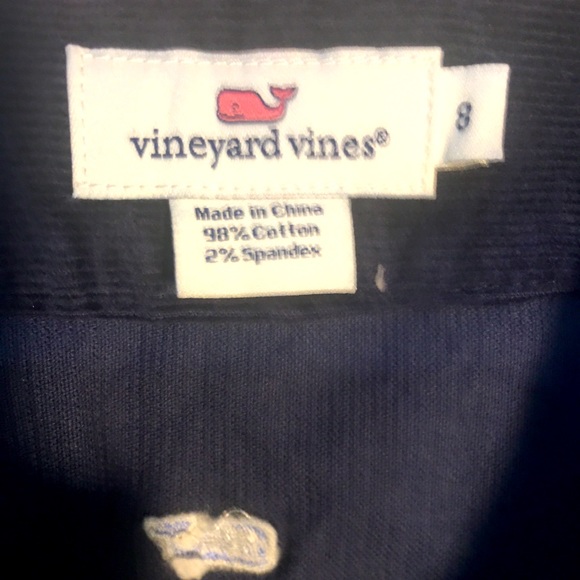 vineyard vines®
8
Made in China
98% Cotton
2% Spandex